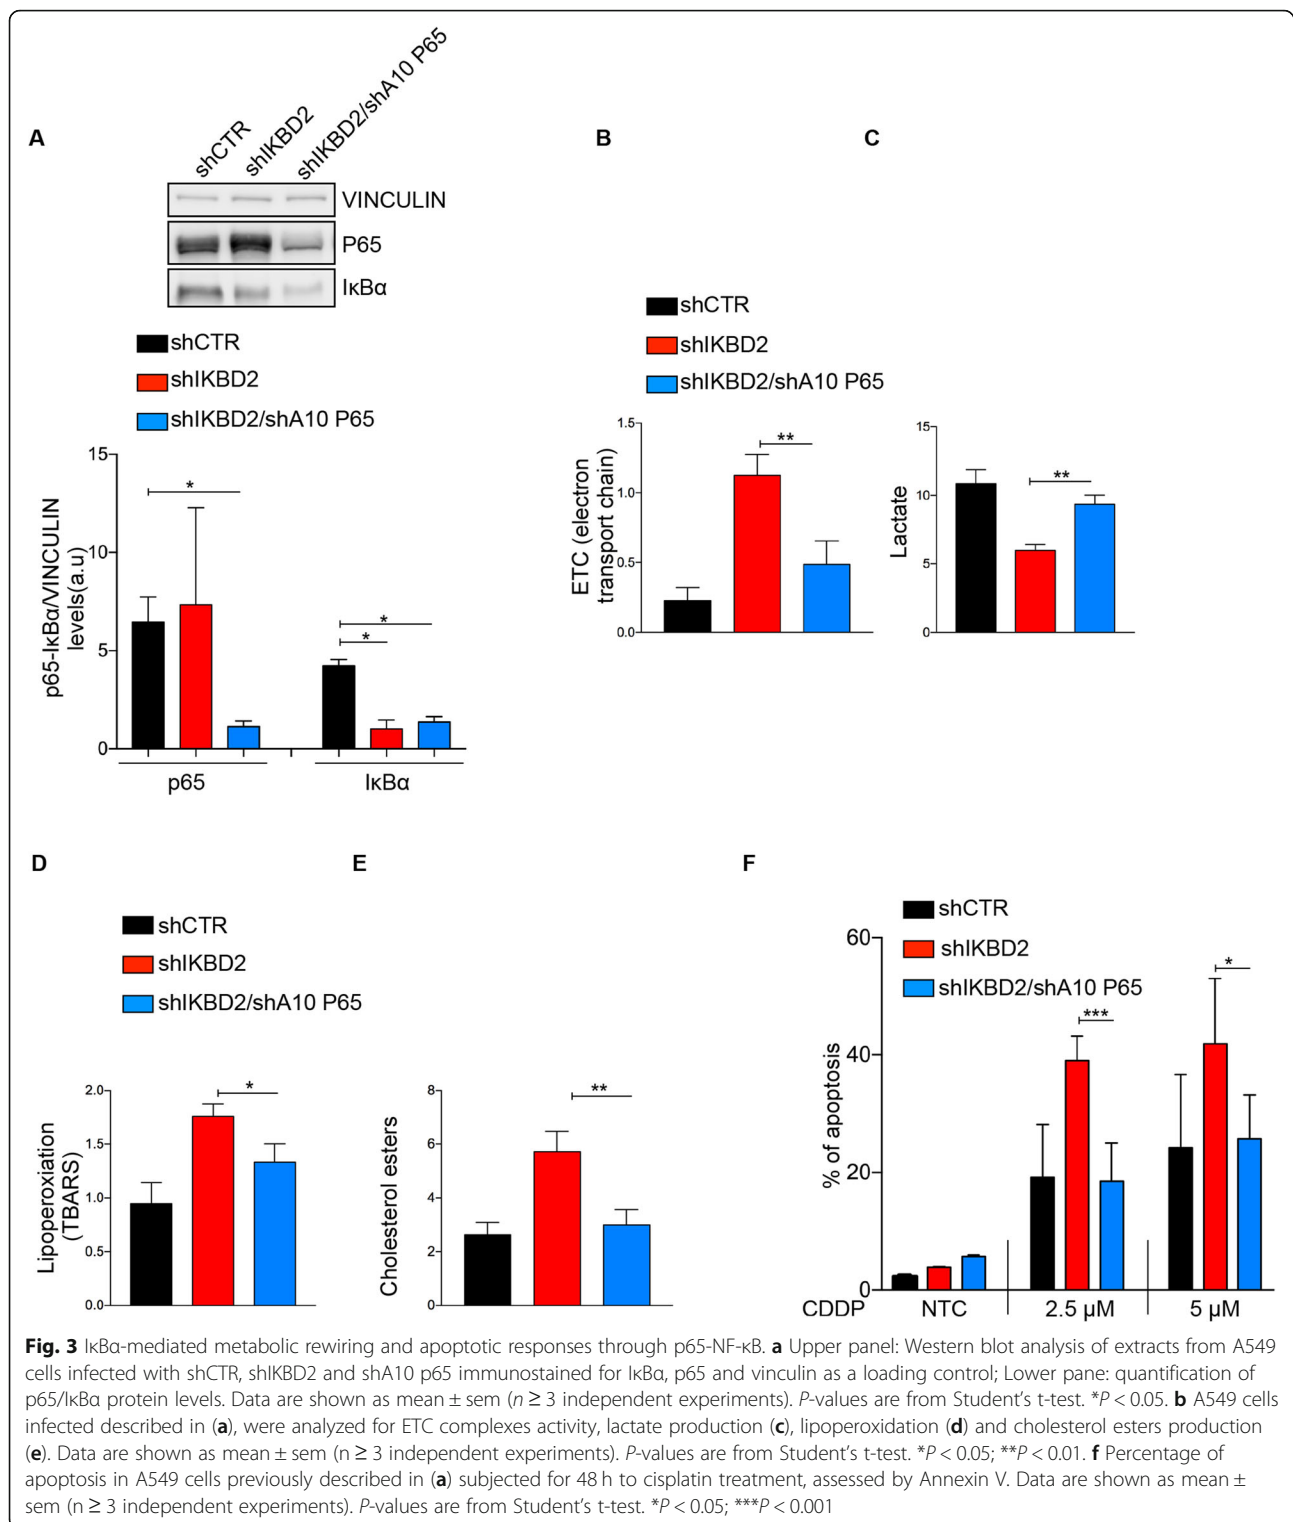 A
shCTR
shIKBD2
shIKBD2/shA10 P65
VINCULIN
P65
IκBα
shCTR
shIKBD2
shIKBD2/shA10 P65
p65-IκBα/VINCULIN
levels(a.u)
15
10
5
0
*
*
*
p65
IκBα
B
shCTR
shIKBD2
shIKBD2/shA10 P65
ETC (electron
transport chain)
1.5
1.0
0.5
0.0
**
C
Lactate
15
10
5
0
**
D
shCTR
shIKBD2
shIKBD2/shA10 P65
Lipoperoxiation
(TBARS)
2.0
1.5
1.0
0.5
0.0
*
E
Cholesterol esters
8
6
4
2
0
**
F
shCTR
shIKBD2
shIKBD2/shA10 P65
% of apoptosis
60
40
20
0
***
*
CDDP NTC 2.5 µM 5 µM
Fig. 3 IκBα-mediated metabolic rewiring and apoptotic responses through p65-NF-κB. a Upper panel: Western blot analysis of extracts from A549
cells infected with shCTR, shIKBD2 and shA10 p65 immunostained for IκBα, p65 and vinculin as a loading control; Lower pane: quantification of
p65/IκBα protein levels. Data are shown as mean ± sem (n ≥ 3 independent experiments). P-values are from Student's t-test. *P < 0.05. b A549 cells
infected described in (a), were analyzed for ETC complexes activity, lactate production (c), lipoperoxidation (d) and cholesterol esters production
(e). Data are shown as mean ± sem (n ≥ 3 independent experiments). P-values are from Student's t-test. *P < 0.05; **P < 0.01. f Percentage of
apoptosis in A549 cells previously described in (a) subjected for 48 h to cisplatin treatment, assessed by Annexin V. Data are shown as mean ±
sem (n ≥ 3 independent experiments). P-values are from Student's t-test. *P < 0.05; ***P < 0.001